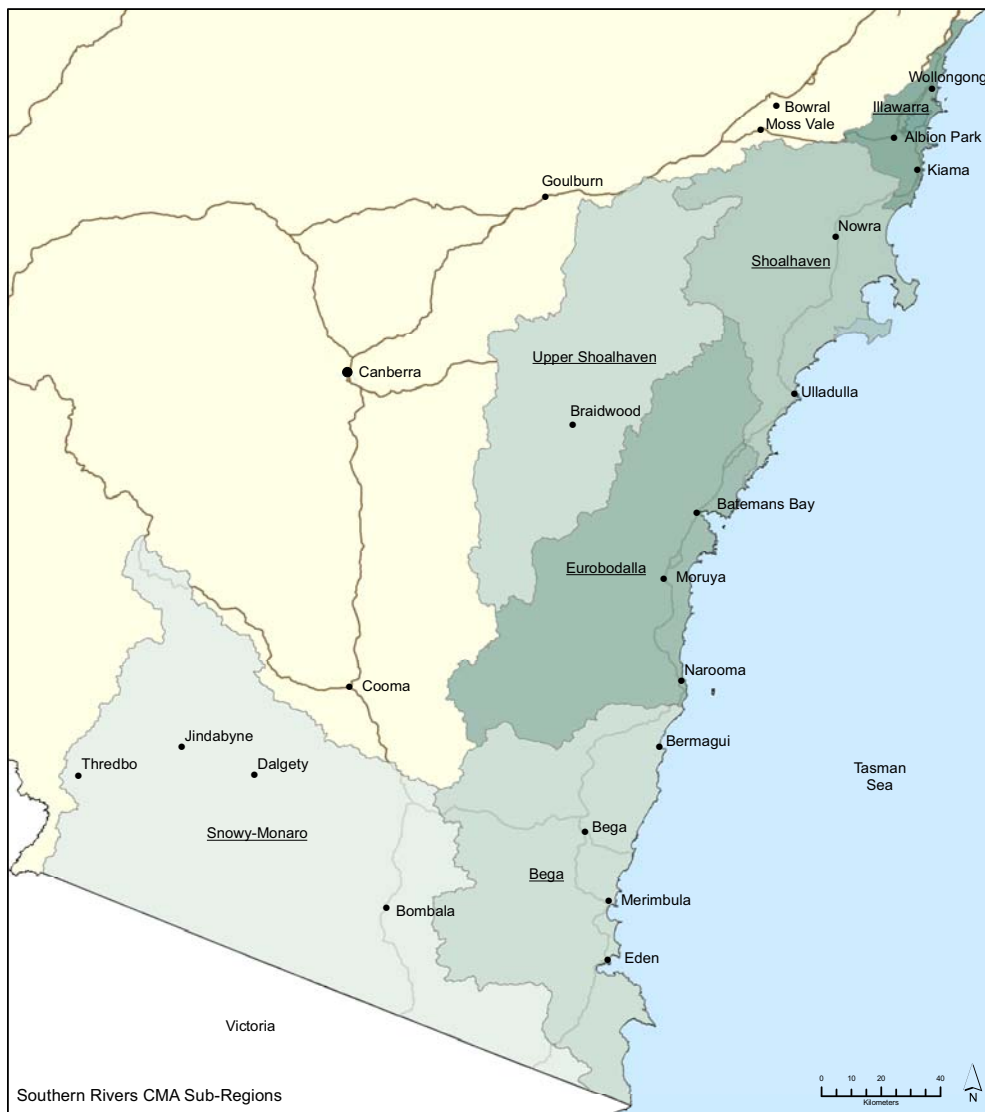 Wollongong
Bowral
Illawarra
Moss Vale
Albion Park
Kiama
Goulburn
Nowra
Shoalhaven
Upper Shoalhaven
Canberra
Ulladulla
Braidwood
Batemans Bay
Eurobodalla
Moruya
Narooma
Cooma
Jindabyne
Bermagui
Thredbo
Dalgety
Tasman
Sea
Snowy-Monaro
Bega
Bega
Merimbula
Bombala
Eden
Victoria
Southern Rivers CMA Sub-Regions
0 10 20 40
Kilometers
N